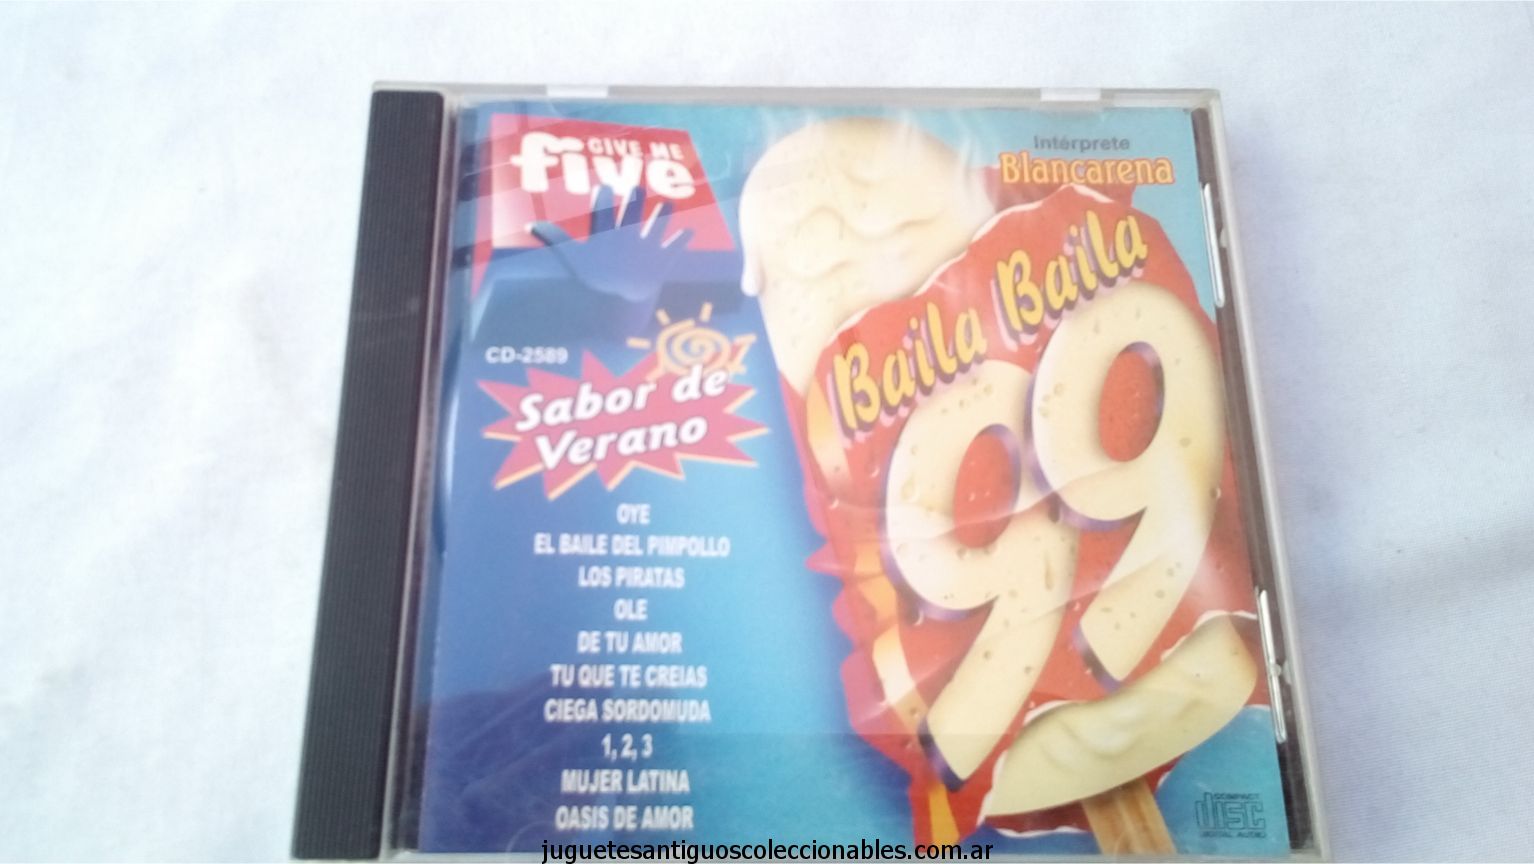 GIVE ME
five
Intérprete
Blancarena
Baila Baila
99
CD-2589
Sabor de
Verano
OYE
EL BAILE DEL PIMPOLLO
LOS PIRATAS
OLE
DE TU AMOR
TU QUE TE CREIAS
CIEGA SORDOMUDA
1, 2, 3
MUJER LATINA
OASIS DE AMOR
COMPACT
disc
DIGITAL AUDIO
juguetesantiguoscoleccionables.com.ar